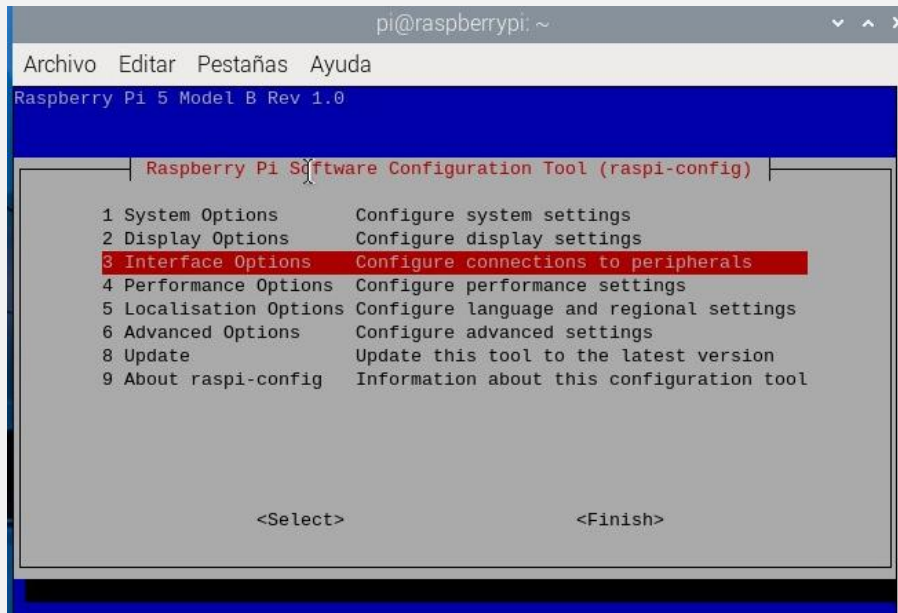 pi@raspberrypi: ~
Archivo Editar Pestañas Ayuda
Raspberry Pi 5 Model B Rev 1.0
Raspberry Pi Software Configuration Tool (raspi-config)
1 System Options Configure system settings
2 Display Options Configure display settings
3 Interface Options Configure connections to peripherals
4 Performance Options Configure performance settings
5 Localisation Options Configure language and regional settings
6 Advanced Options Configure advanced settings
8 Update Update this tool to the latest version
9 About raspi-config Information about this configuration tool
<Select> <Finish>